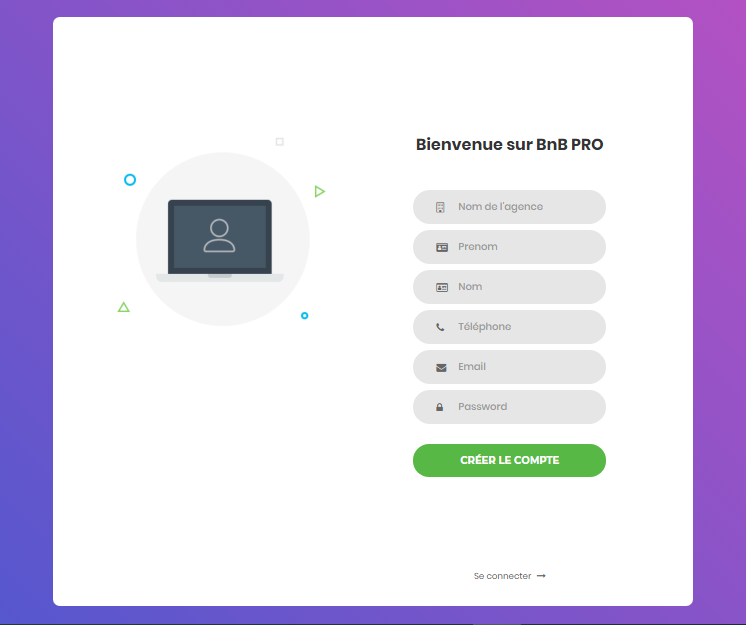 Bienvenue sur BnB PRO
Nom de l'agence
Prenom
Nom
Téléphone
Email
Password
CRÉER LE COMPTE
Se connecter →